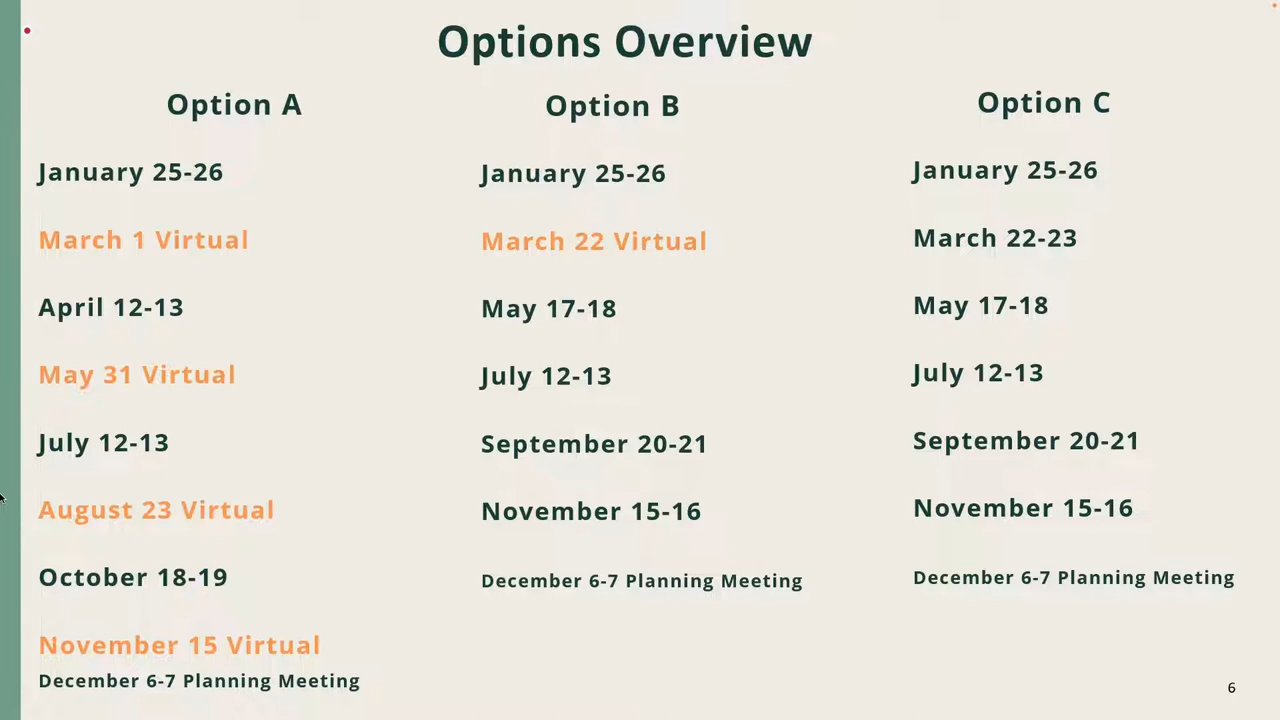 Options Overview
Option A
January 25-26
March 1 Virtual
April 12-13
May 31 Virtual
July 12-13
August 23 Virtual
October 18-19
November 15 Virtual
December 6-7 Planning Meeting
Option B
January 25-26
March 22 Virtual
May 17-18
July 12-13
September 20-21
November 15-16
December 6-7 Planning Meeting
Option C
January 25-26
March 22-23
May 17-18
July 12-13
September 20-21
November 15-16
December 6-7 Planning Meeting
6